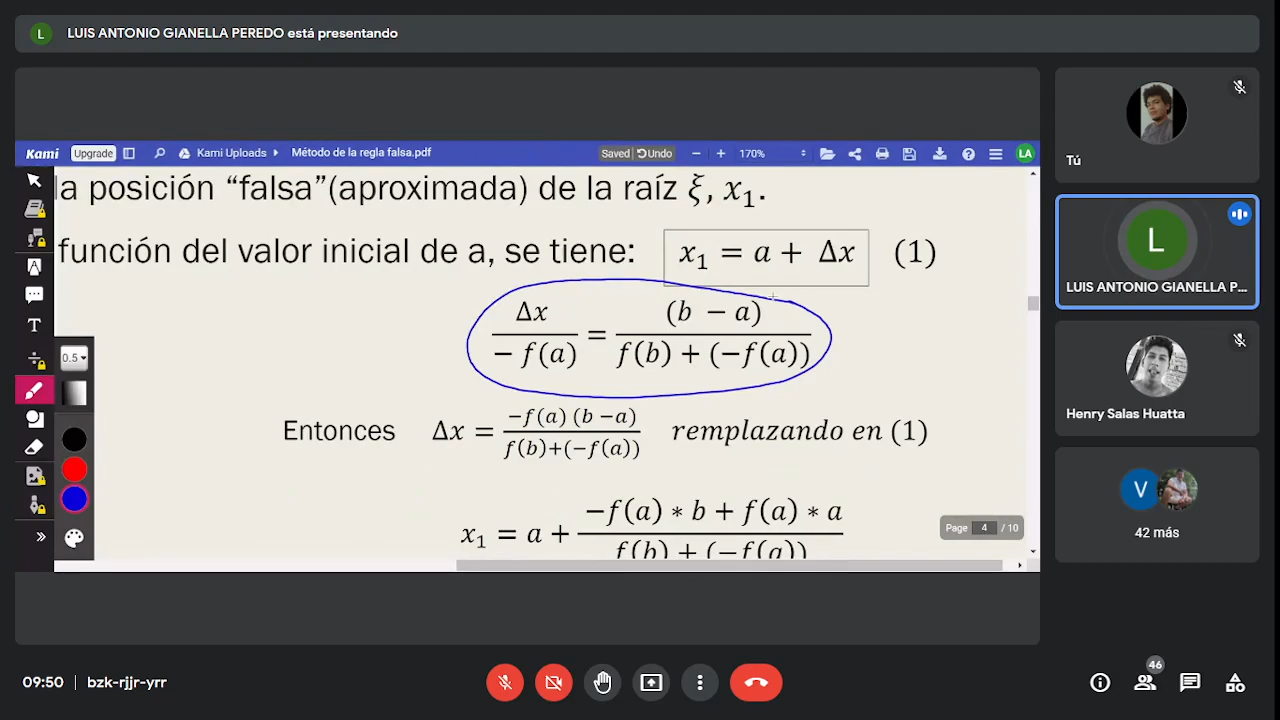 L LUIS ANTONIO GIANELLA PEREDO está presentando
Kami Upgrade Kami Uploads Método de la regla falsa.pdf Saved Undo − + 170% LA
la posición “falsa”(aproximada) de la raíz ξ, x₁.
función del valor inicial de a, se tiene: x₁ = a + Δx (1)
Δx / − f(a) = (b − a) / f(b) + (−f(a))
Entonces Δx = −f(a) (b −a) / f(b)+(−f(a)) remplazando en (1)
x₁ = a + −f(a) ∗ b + f(a) ∗ a / f(b) + (−f(a))
T
0.5
Page 4 / 10
Tú
L
LUIS ANTONIO GIANELLA P...
Henry Salas Huatta
V
42 más
09:50 | bzk-rjjr-yrr
46